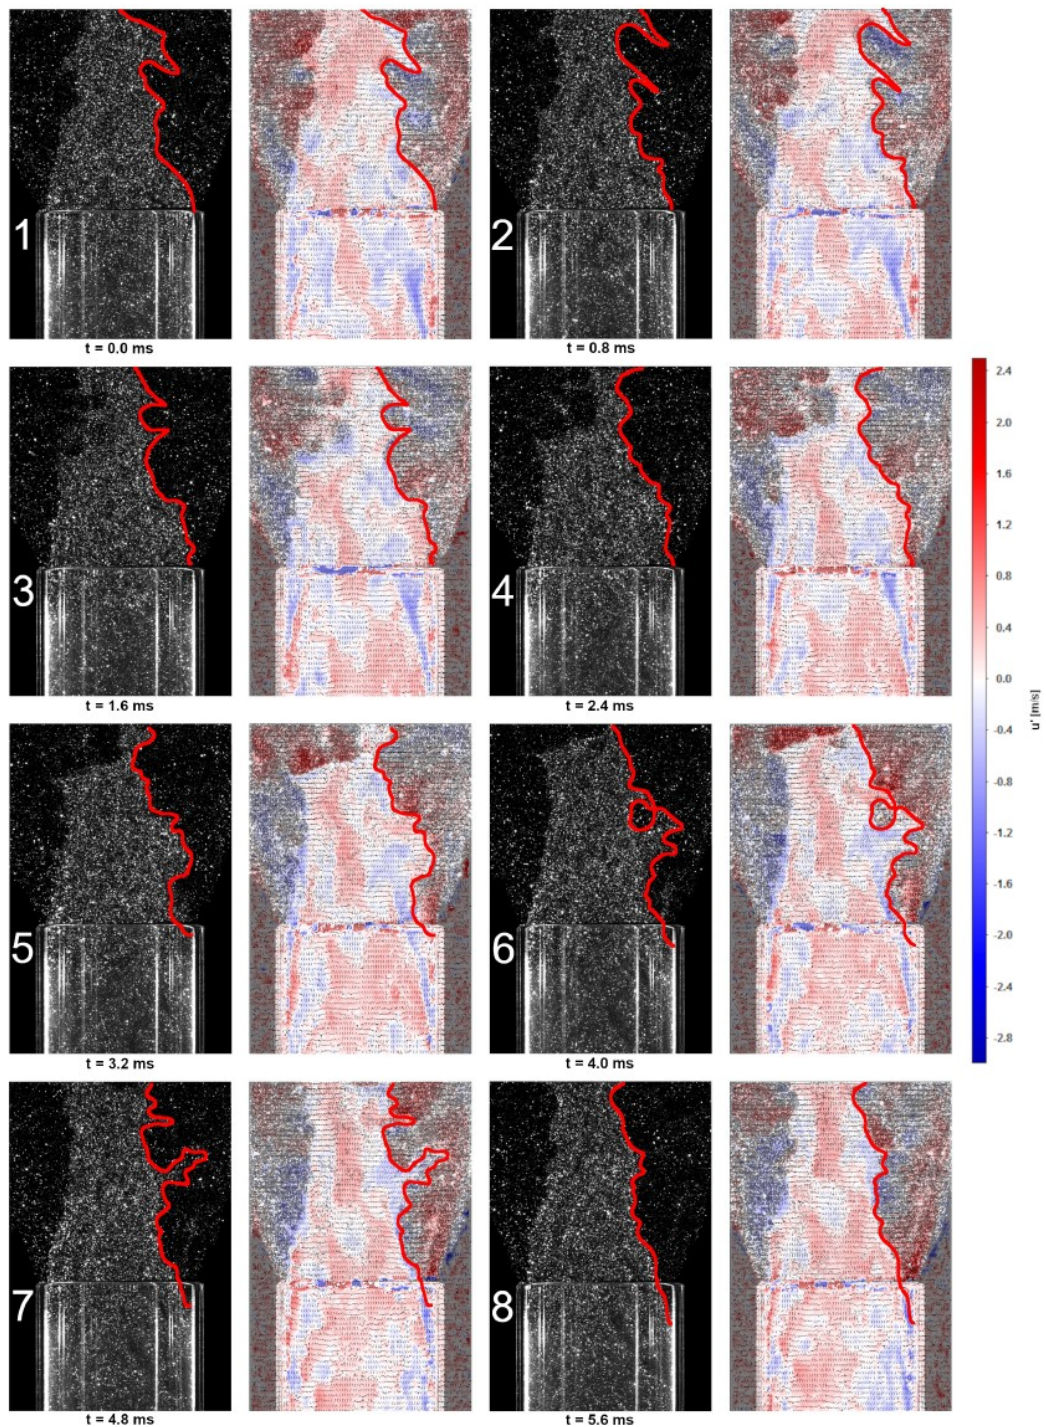 1
2
t = 0.0 ms
t = 0.8 ms
2.4
2.0
1.6
1.2
0.8
0.4
0.0
-0.4
-0.8
-1.2
-1.6
-2.0
-2.4
-2.8
u',[m/s]
3
4
t = 1.6 ms
t = 2.4 ms
5
6
t = 3.2 ms
t = 4.0 ms
7
8
t = 4.8 ms
t = 5.6 ms